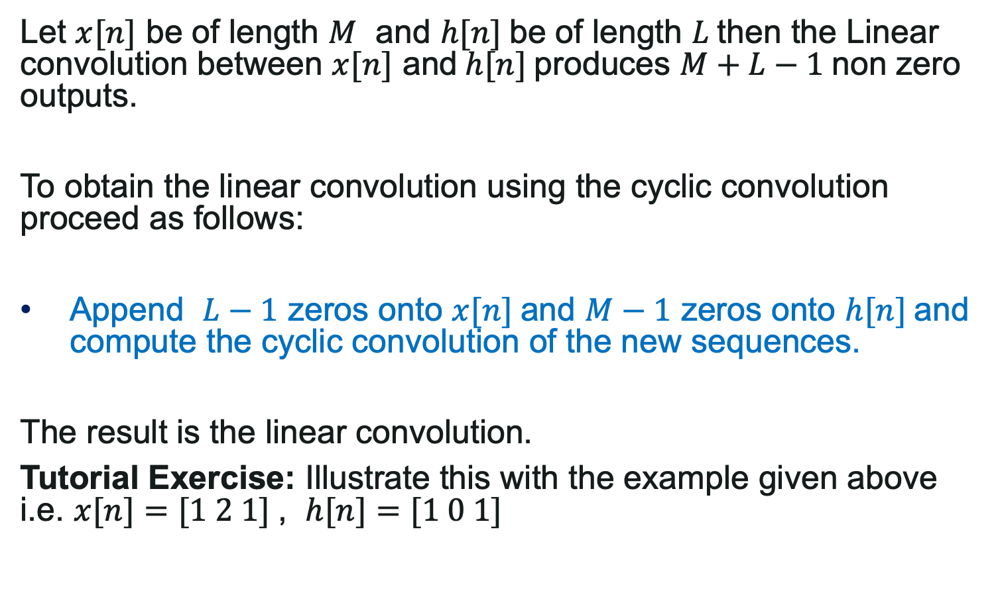 Let x[n] be of length M and h[n] be of length L then the Linear
convolution between x[n] and h[n] produces M + L − 1 non zero
outputs.
To obtain the linear convolution using the cyclic convolution
proceed as follows:
• Append L − 1 zeros onto x[n] and M − 1 zeros onto h[n] and
compute the cyclic convolution of the new sequences.
The result is the linear convolution.
Tutorial Exercise: Illustrate this with the example given above
i.e. x[n] = [1 2 1] , h[n] = [1 0 1]